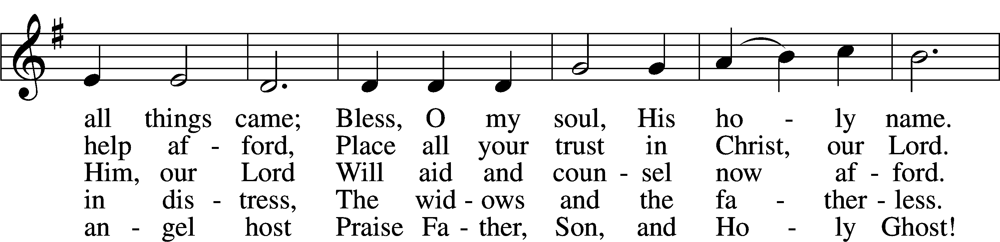 all things came; Bless, O my soul, His ho - ly name.
help af - ford, Place all your trust in Christ, our Lord.
Him, our Lord Will aid and coun - sel now af - ford.
in dis - tress, The wid - ows and the fa - ther - less.
an - gel host Praise Fa - ther, Son, and Ho - ly Ghost!